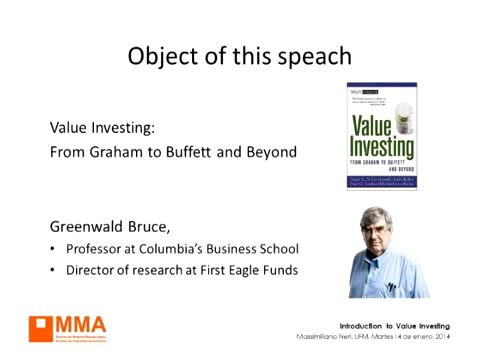 Object of this speach
Value Investing:
From Graham to Buffett and Beyond
Value
Investing
FROM GRAHAM TO BUFFETT
AND BEYOND
Greenwald Bruce,
• Professor at Columbia's Business School
• Director of research at First Eagle Funds
MMA
Introduction to Value Investing
Massimiliano Neri, UFM, Martes 14 de enero, 2014